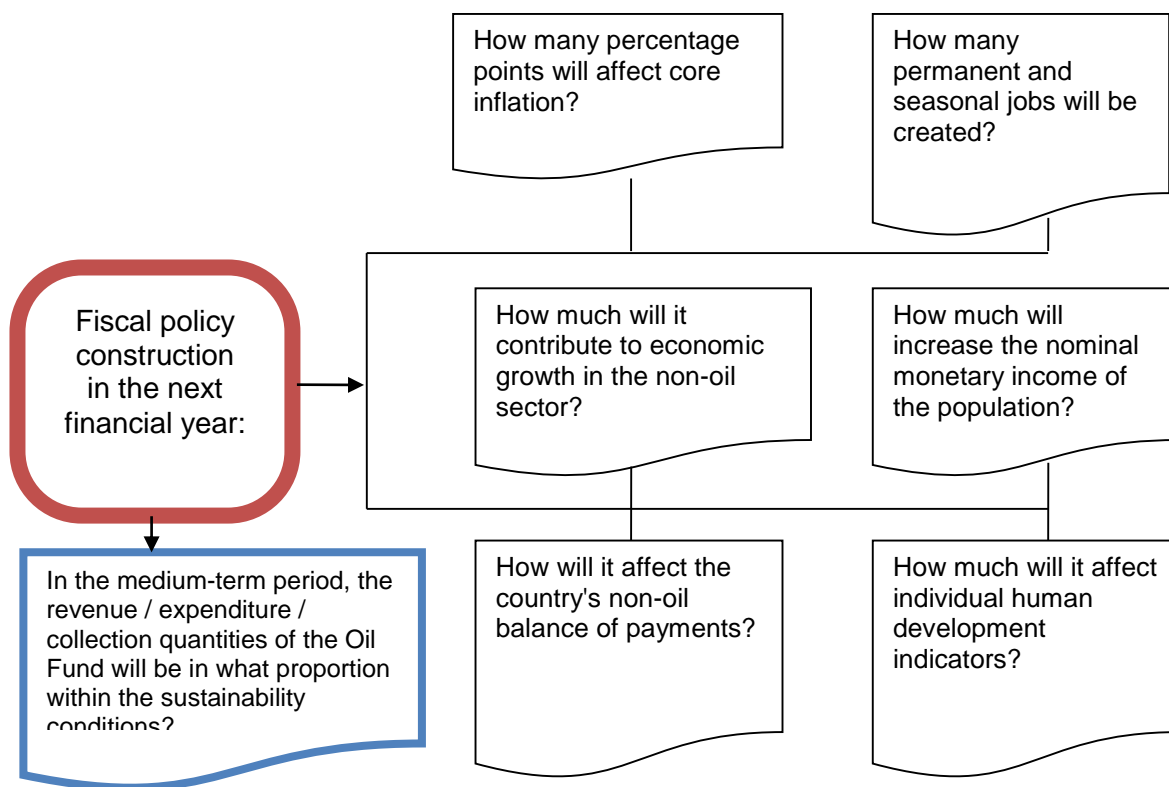 How many percentage
points will affect core
inflation?
How many
permanent and
seasonal jobs will be
created?
Fiscal policy
construction
in the next
financial year:
How much will it
contribute to economic
growth in the non-oil
sector?
How much will
increase the nominal
monetary income of
the population?
In the medium-term period, the
revenue / expenditure /
collection quantities of the Oil
Fund will be in what proportion
within the sustainability
conditions?
How will it affect the
country's non-oil
balance of payments?
How much will it affect
individual human
development
indicators?